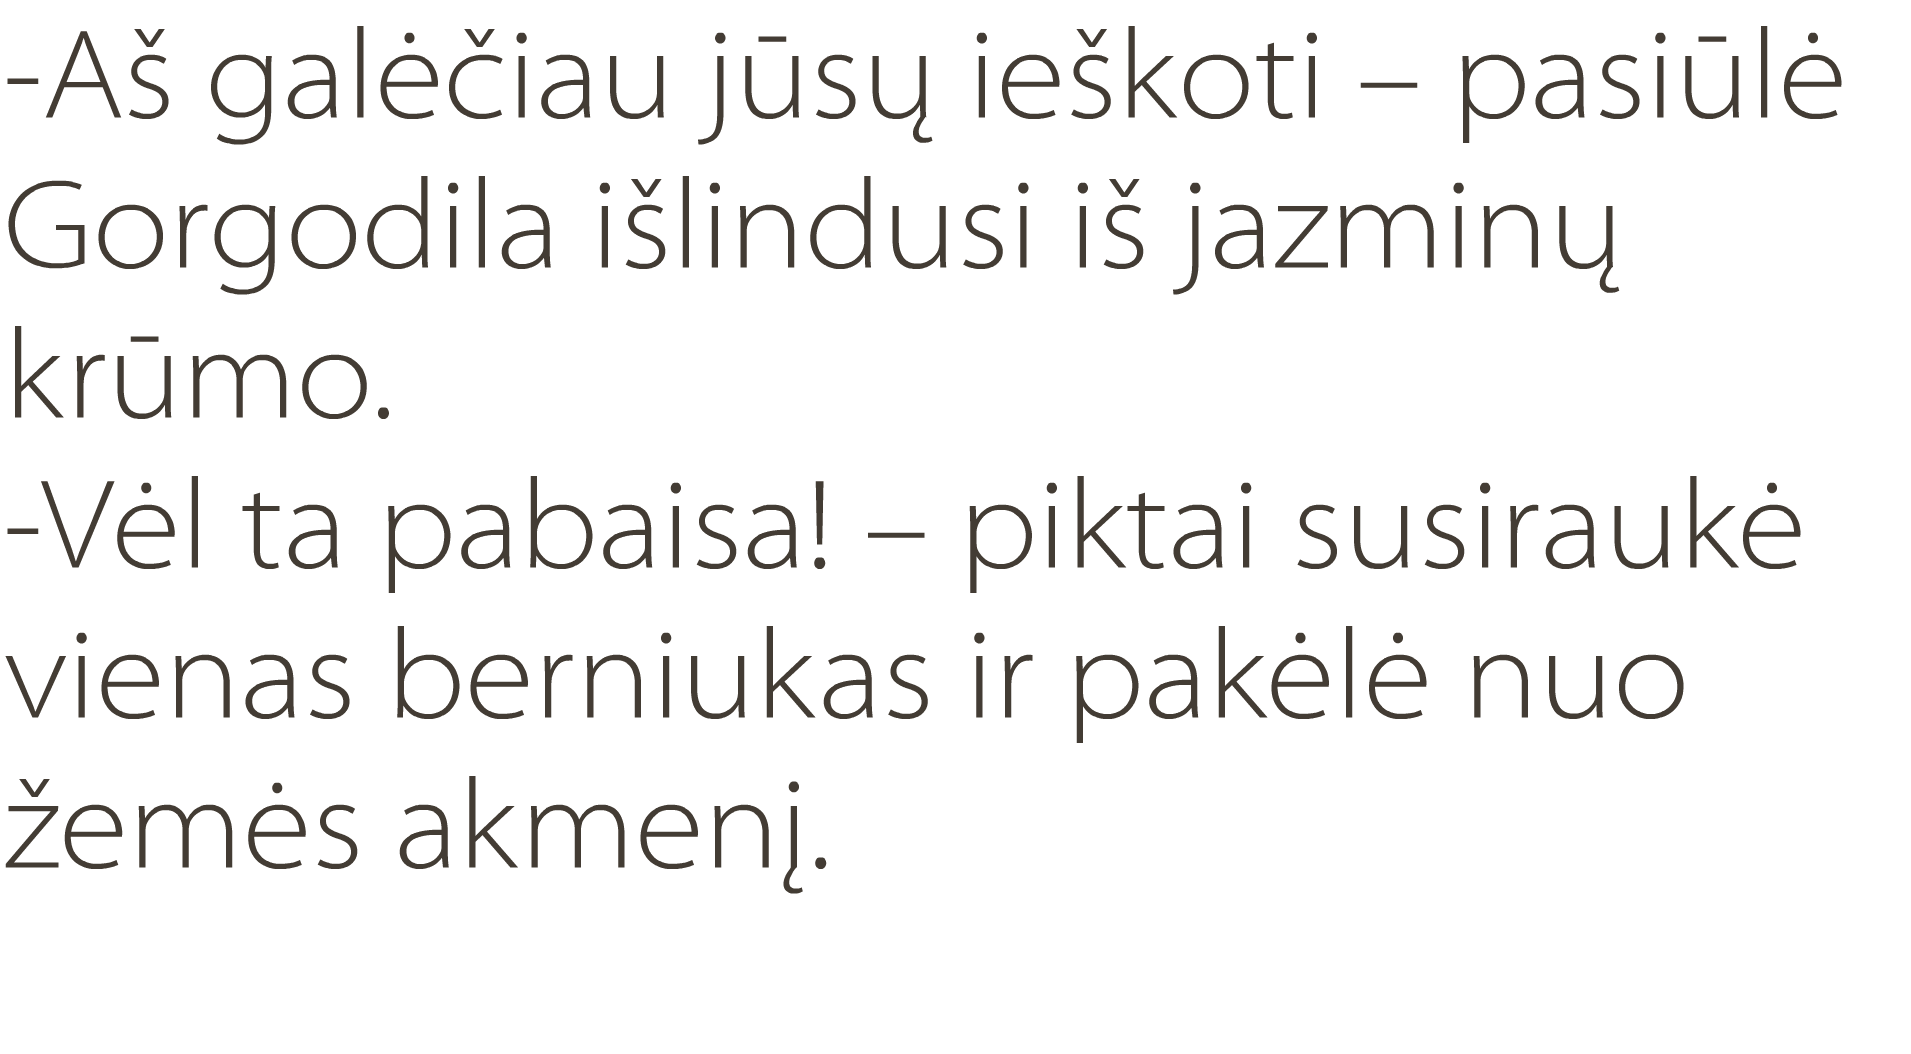 -Aš galėčiau jūsų ieškoti – pasiūlė
Gorgodila išlindusi iš jazminų
krūmo.
-Vėl ta pabaisa! – piktai susiraukė
vienas berniukas ir pakėlė nuo
žemės akmenį.